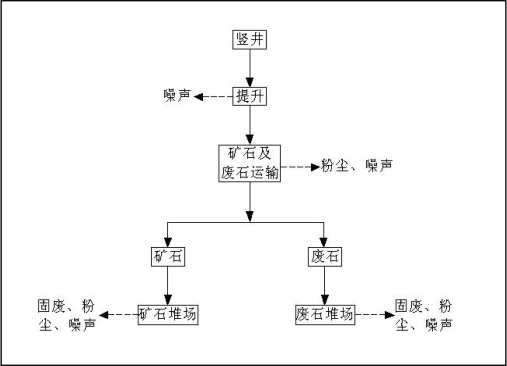 竖井
噪声
提升
矿石及
废石运输
粉尘、噪声
矿石
废石
固废、粉
尘、噪声
矿石堆场
废石堆场
固废、粉
尘、噪声